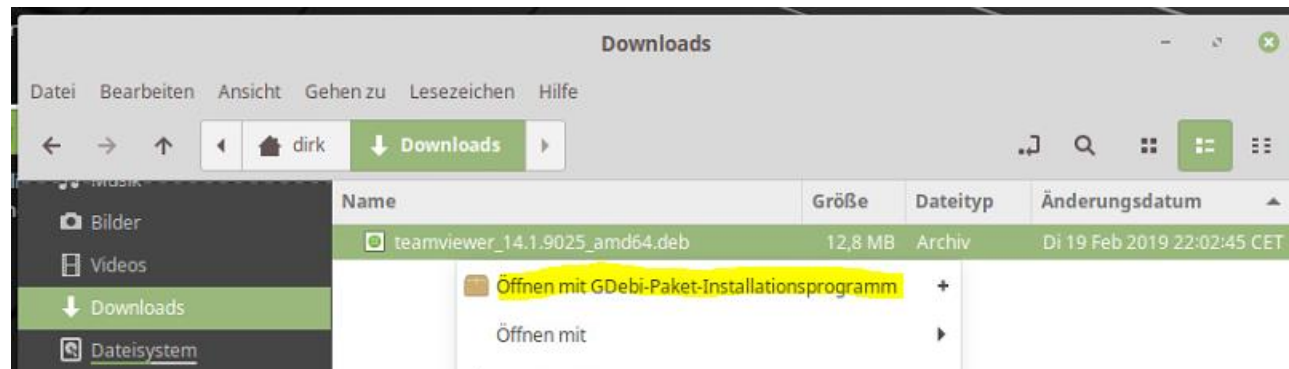 Downloads
Datei Bearbeiten Ansicht Gehen zu Lesezeichen Hilfe
dirk Downloads
Musik
Name Größe Dateityp Änderungsdatum
Bilder
teamviewer_14.1.9025_amd64.deb 12,8 MB Archiv Di 19 Feb 2019 22:02:45 CET
Videos
Öffnen mit GDebi-Paket-Installationsprogramm
Downloads
Öffnen mit
Dateisystem